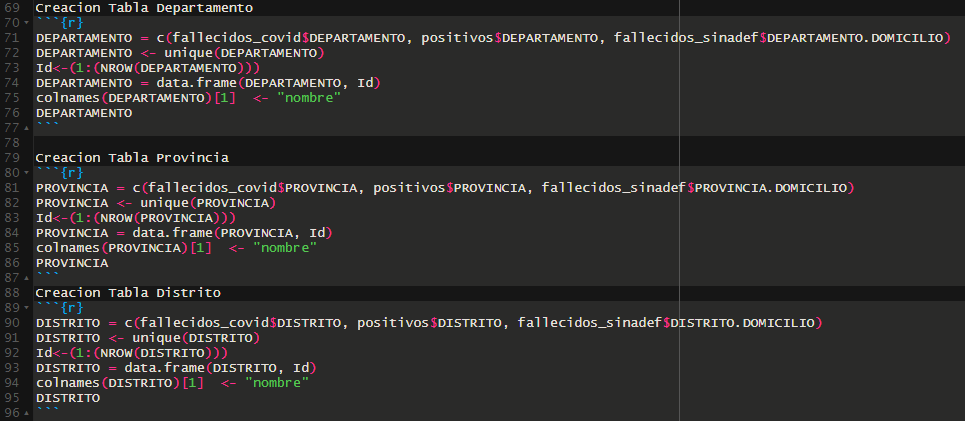 69 Creacion Tabla Departamento
70 ```{r}
71 DEPARTAMENTO = c(fallecidos_covid$DEPARTAMENTO, positivos$DEPARTAMENTO, fallecidos_sinadef$DEPARTAMENTO.DOMICILIO)
72 DEPARTAMENTO <- unique(DEPARTAMENTO)
73 Id<-(1:(NROW(DEPARTAMENTO)))
74 DEPARTAMENTO = data.frame(DEPARTAMENTO, Id)
75 colnames(DEPARTAMENTO)[1]  <- "nombre"
76 DEPARTAMENTO
77 ```
78
79 Creacion Tabla Provincia
80 ```{r}
81 PROVINCIA = c(fallecidos_covid$PROVINCIA, positivos$PROVINCIA, fallecidos_sinadef$PROVINCIA.DOMICILIO)
82 PROVINCIA <- unique(PROVINCIA)
83 Id<-(1:(NROW(PROVINCIA)))
84 PROVINCIA = data.frame(PROVINCIA, Id)
85 colnames(PROVINCIA)[1]  <- "nombre"
86 PROVINCIA
87 ```
88 Creacion Tabla Distrito
89 ```{r}
90 DISTRITO = c(fallecidos_covid$DISTRITO, positivos$DISTRITO, fallecidos_sinadef$DISTRITO.DOMICILIO)
91 DISTRITO <- unique(DISTRITO)
92 Id<-(1:(NROW(DISTRITO)))
93 DISTRITO = data.frame(DISTRITO, Id)
94 colnames(DISTRITO)[1]  <- "nombre"
95 DISTRITO
96 ```